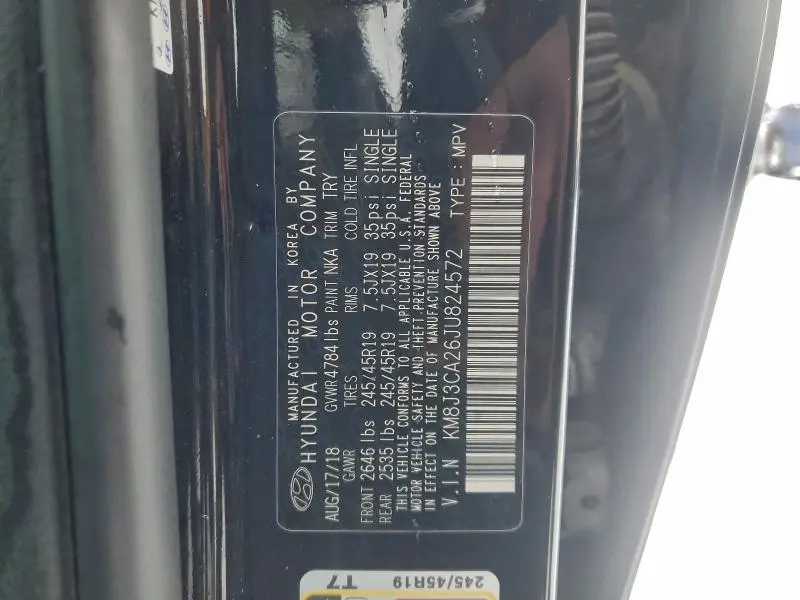 MANUFACTURED IN KOREA BY
HYUNDAI MOTOR COMPANY
AUG/17/18 GVWR 4784 lbs PAINT NKA TRIM TRY
GAWR TIRES RIMS COLD TIRE INFL
FRONT 2646 lbs 245/45R19 7.5JX19 35psi SINGLE
REAR 2535 lbs 245/45R19 7.5JX19 35psi SINGLE
THIS VEHICLE CONFORMS TO ALL APPLICABLE U.S.A. FEDERAL
MOTOR VEHICLE SAFETY AND THEFT PREVENTION STANDARDS
IN EFFECT ON THE DATE OF MANUFACTURE SHOWN ABOVE
V.I.N KM8J3CA26JU824572 TYPE : MPV
T7
245/45R19